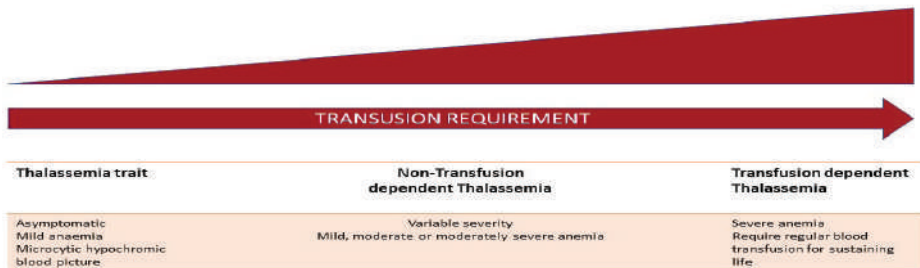 TRANSUSION REQUIREMENT
Thalassemia trait
Non-Transfusion
dependent Thalassemia
Transfusion dependent
Thalassemia
Asymptomatic
Mild anaemia
Microcytic hypochromic
blood picture
Variable severity
Mild, moderate or moderately severe anemia
Severe anemia
Require regular blood
transfusion for sustaining
life